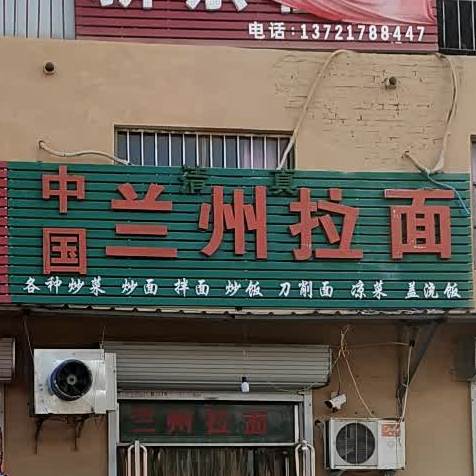 电话:13721788447
清真
中国
兰州拉面
各种炒菜 炒面 拌面 炒饭 刀削面 凉菜 盖浇饭
兰州拉面